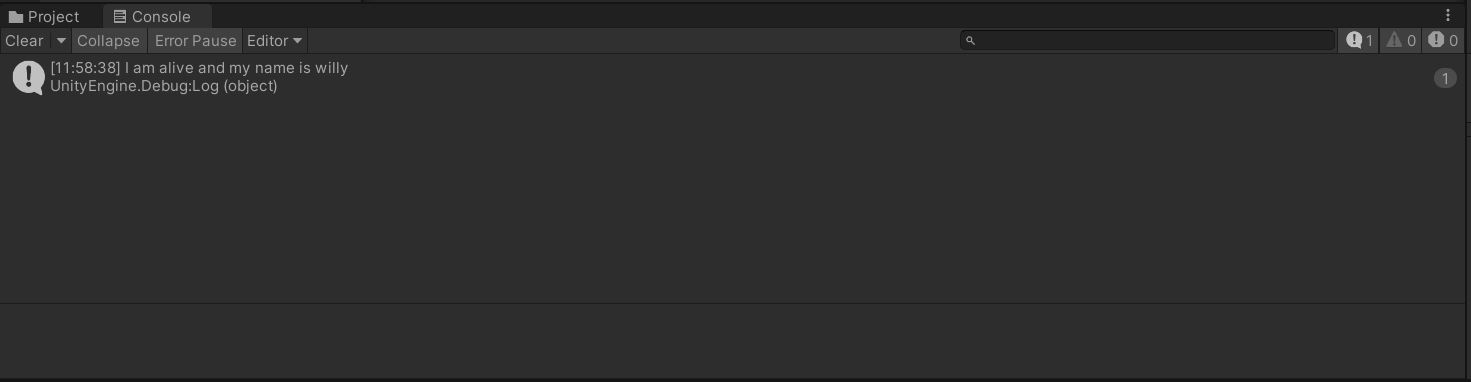 Project Console
Clear Collapse Error Pause Editor 1 0 0
[11:58:38] I am alive and my name is willy
UnityEngine.Debug:Log (object)
1